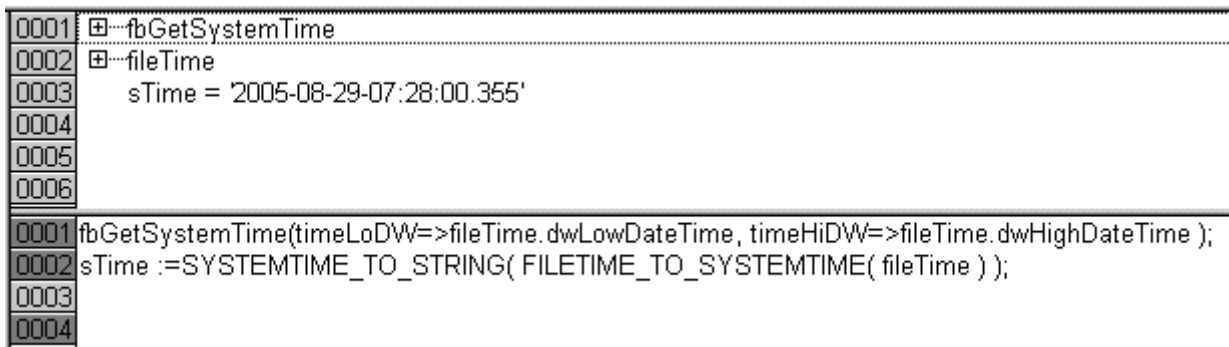 0001 fbGetSystemTime
0002 fileTime
0003 sTime = '2005-08-29-07:28:00.355'
0004
0005
0006
0001 fbGetSystemTime(timeLoDW=>fileTime.dwLowDateTime, timeHiDW=>fileTime.dwHighDateTime );
0002 sTime :=SYSTEMTIME_TO_STRING( FILETIME_TO_SYSTEMTIME( fileTime ) );
0003
0004